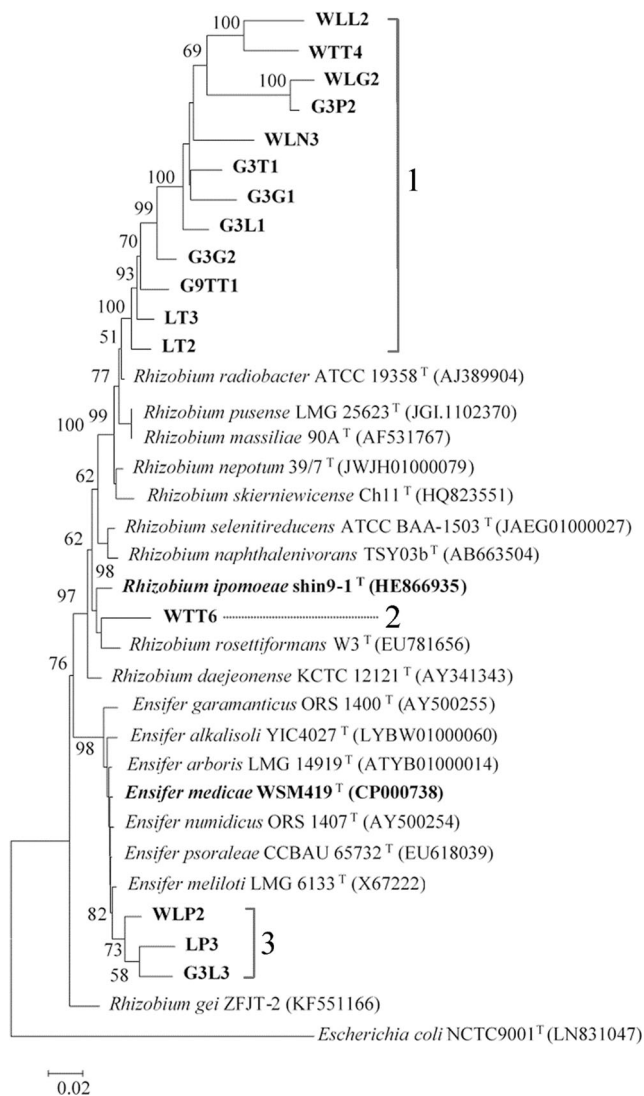 100
WLL2
69
WTT4
100
WLG2
G3P2
WLN3
100
G3T1
1
99
G3G1
G3L1
70
G3G2
93
G9TT1
100
LT3
51
LT2
77
Rhizobium radiobacter ATCC 19358 T (AJ389904)
99
Rhizobium pusense LMG 25623 T (JGI.1102370)
100
Rhizobium massiliae 90A T (AF531767)
Rhizobium nepotum 39/7 T (JWJH01000079)
62
Rhizobium skierniewicense Ch11 T (HQ823551)
Rhizobium selenitireducens ATCC BAA-1503 T (JAEG01000027)
62
Rhizobium naphthalenivorans TSY03b T (AB663504)
98
Rhizobium ipomoeae shin9-1 T (HE866935)
97
WTT6
2
Rhizobium rosettiformans W3 T (EU781656)
76
Rhizobium daejeonense KCTC 12121 T (AY341343)
Ensifer garamanticus ORS 1400 T (AY500255)
98
Ensifer alkalisoli YIC4027 T (LYBW01000060)
Ensifer arboris LMG 14919 T (ATYB01000014)
Ensifer medicae WSM419 T (CP000738)
Ensifer numidicus ORS 1407 T (AY500254)
Ensifer psoraleae CCBAU 65732 T (EU618039)
Ensifer meliloti LMG 6133 T (X67222)
82
WLP2
73
LP3
3
58
G3L3
Rhizobium gei ZFJT-2 (KF551166)
Escherichia coli NCTC9001 T (LN831047)
0.02